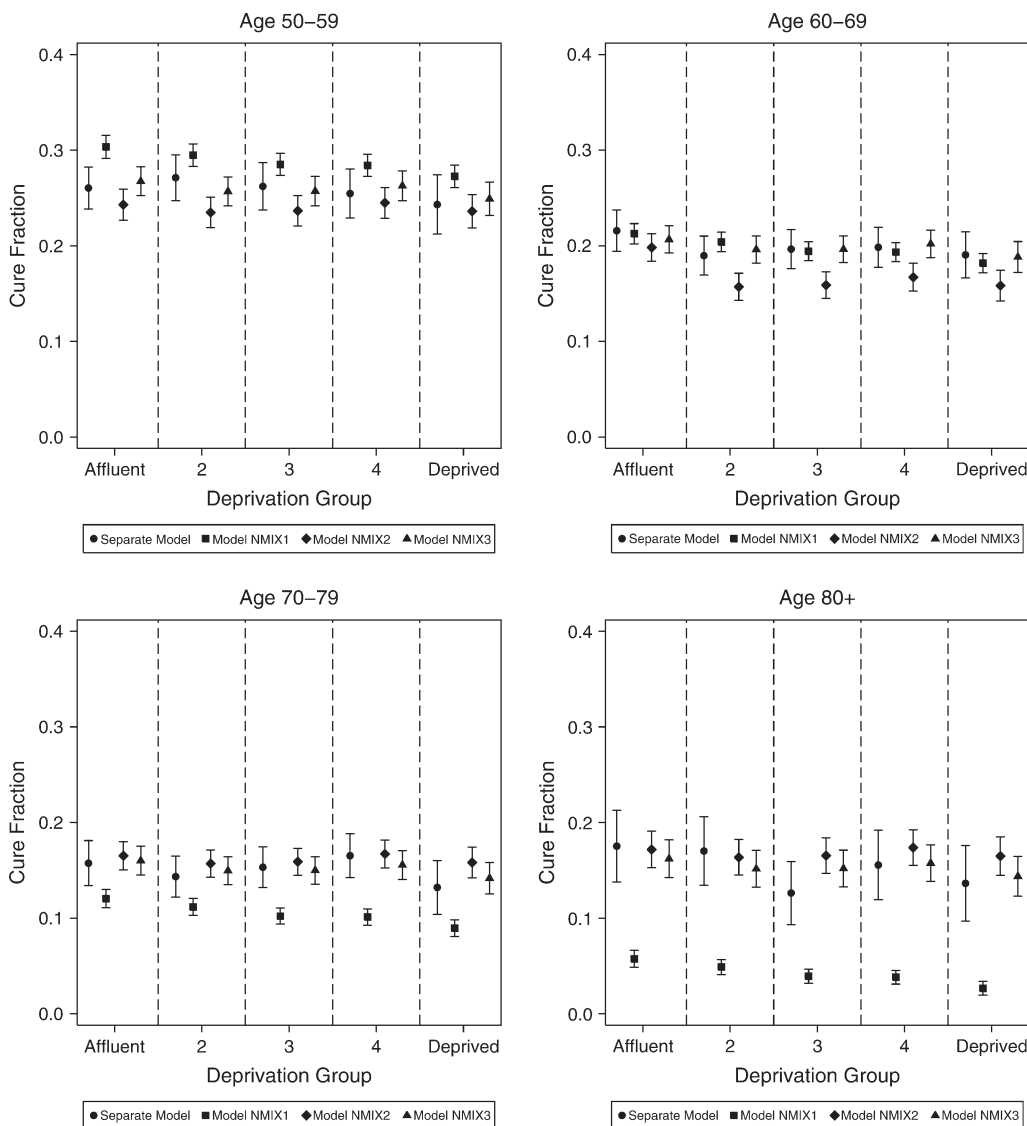 Age 50–59
0.4
0.3
0.2
0.1
0.0
Cure Fraction
Affluent 2 3 4 Deprived
Deprivation Group
Separate Model Model NMIX1 Model NMIX2 Model NMIX3
Age 60–69
0.4
0.3
0.2
0.1
0.0
Cure Fraction
Affluent 2 3 4 Deprived
Deprivation Group
Separate Model Model NMIX1 Model NMIX2 Model NMIX3
Age 70–79
0.4
0.3
0.2
0.1
0.0
Cure Fraction
Affluent 2 3 4 Deprived
Deprivation Group
Separate Model Model NMIX1 Model NMIX2 Model NMIX3
Age 80+
0.4
0.3
0.2
0.1
0.0
Cure Fraction
Affluent 2 3 4 Deprived
Deprivation Group
Separate Model Model NMIX1 Model NMIX2 Model NMIX3